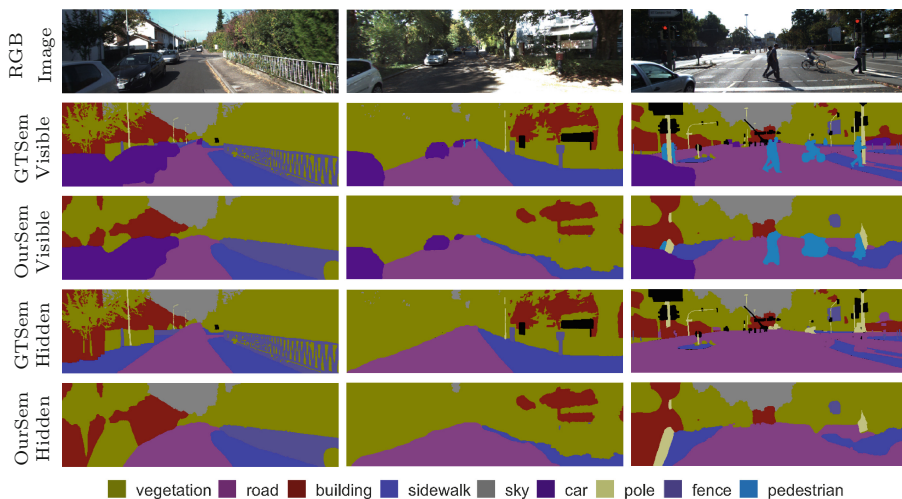 RGB
Image
GTSem
Visible
OurSem
Visible
GTSem
Hidden
OurSem
Hidden
vegetation road building sidewalk sky car pole fence pedestrian